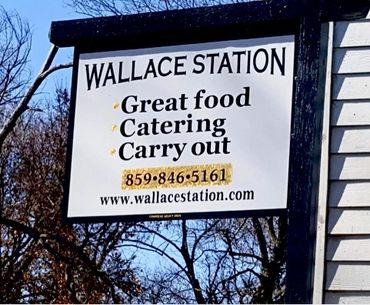 WALLACE STATION
Great food
Catering
Carry out
859•846•5161
www.wallacestation.com